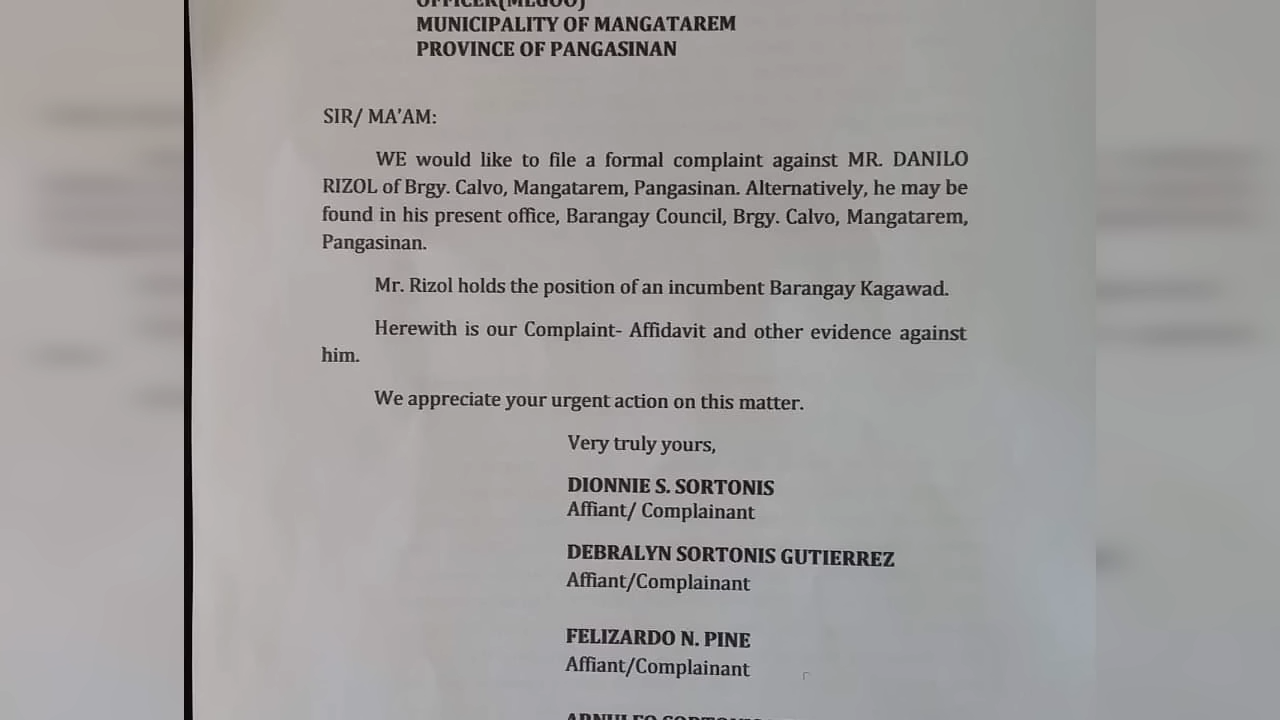 OFFICER(MLGOO)
MUNICIPALITY OF MANGATAREM
PROVINCE OF PANGASINAN
SIR/ MA'AM:
WE would like to file a formal complaint against MR. DANILO
RIZOL of Brgy. Calvo, Mangatarem, Pangasinan. Alternatively, he may be
found in his present office, Barangay Council, Brgy. Calvo, Mangatarem,
Pangasinan.
Mr. Rizol holds the position of an incumbent Barangay Kagawad.
Herewith is our Complaint- Affidavit and other evidence against
him.
We appreciate your urgent action on this matter.
Very truly yours,
DIONNIE S. SORTONIS
Affiant/ Complainant
DEBRALYN SORTONIS GUTIERREZ
Affiant/Complainant
FELIZARDO N. PINE
Affiant/Complainant